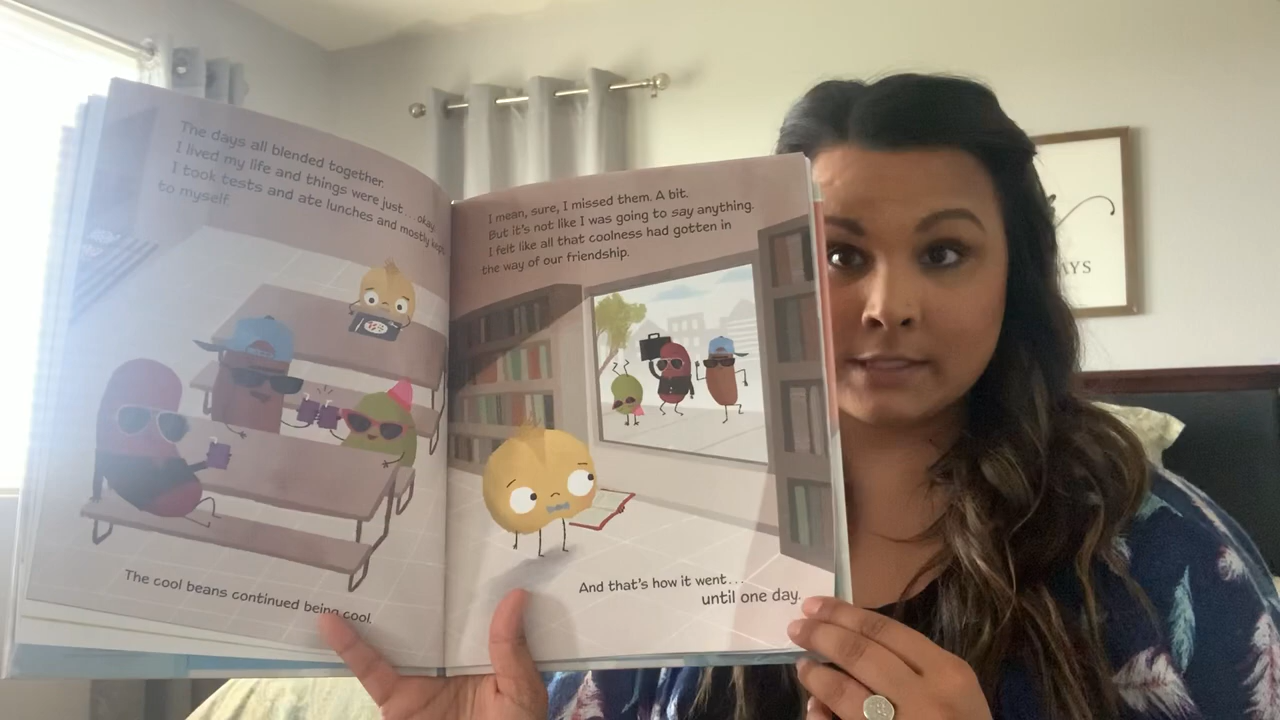 The days all blended together.
I lived my life and things were just... okay.
I took tests and ate lunches and mostly kept
to myself.
The cool beans continued being cool.
I mean, sure, I missed them. A bit.
But it's not like I was going to say anything.
I felt like all that coolness had gotten in
the way of our friendship.
And that's how it went...
until one day.